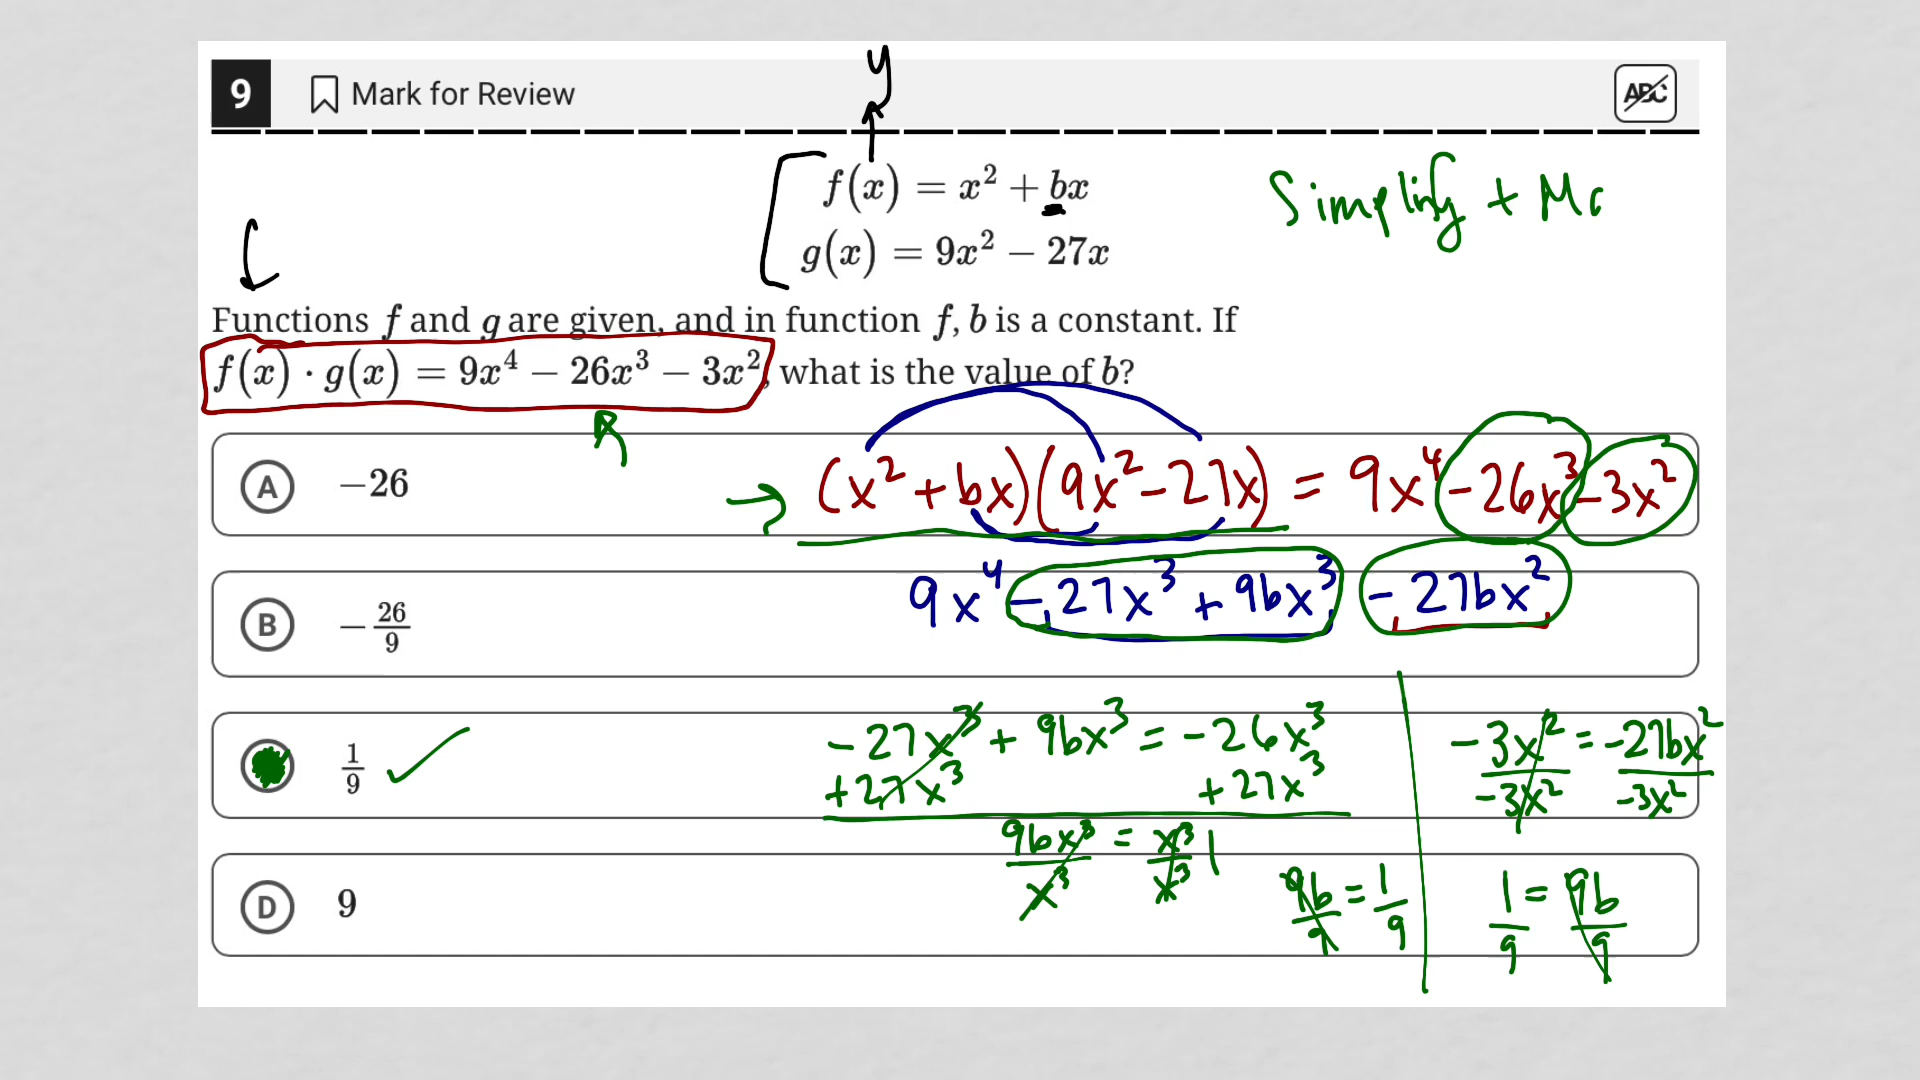 9 Mark for Review ABC
y
f(x) = x² + bx
g(x) = 9x² − 27x
Simplify + Mc
Functions f and g are given, and in function f, b is a constant. If
f(x) · g(x) = 9x⁴ − 26x³ − 3x², what is the value of b?
A −26
(x² + bx)(9x² − 27x) = 9x⁴ − 26x³ − 3x²
B −26/9
9x⁴ − 27x³ + 9bx³ − 27bx²
C 1/9
−27x³ + 9bx³ = −26x³
+27x³ +27x³
9bx³/x³ = x³/x³ 1
9b/9 = 1/9
−3x²/−3x² = −27bx²/−3x²
1/9 = 9b/9
D 9